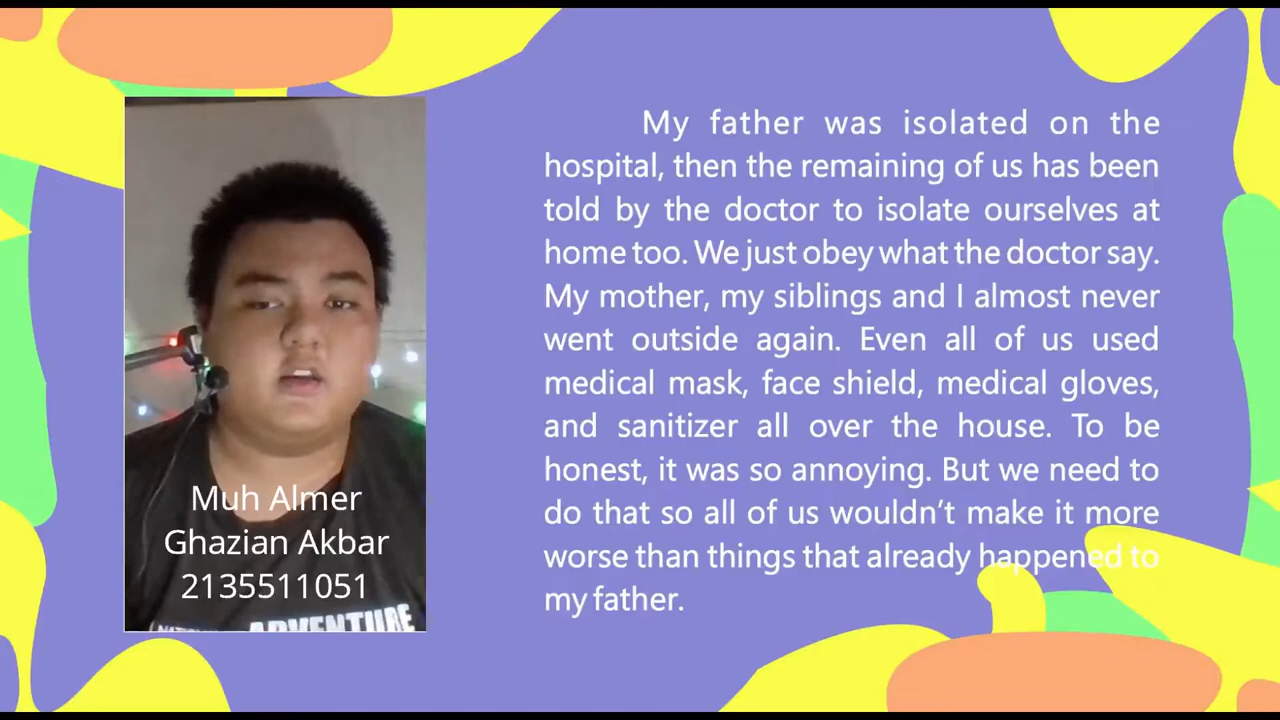 My father was isolated on the
hospital, then the remaining of us has been
told by the doctor to isolate ourselves at
home too. We just obey what the doctor say.
My mother, my siblings and I almost never
went outside again. Even all of us used
medical mask, face shield, medical gloves,
and sanitizer all over the house. To be
honest, it was so annoying. But we need to
do that so all of us wouldn’t make it more
worse than things that already happened to
my father.
Muh Almer
Ghazian Akbar
2135511051
ADVENTURE